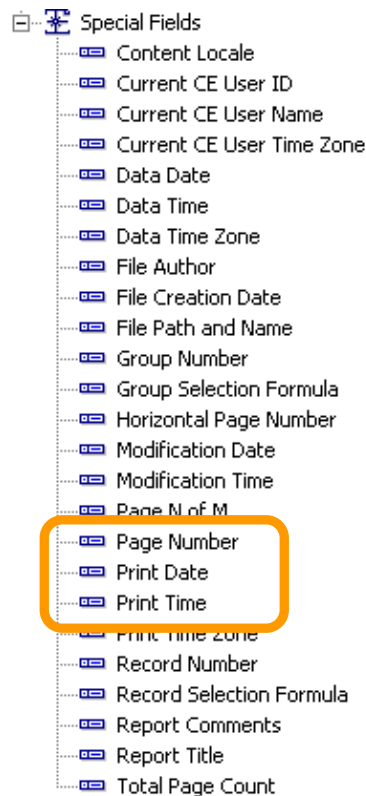 Special Fields
Content Locale
Current CE User ID
Current CE User Name
Current CE User Time Zone
Data Date
Data Time
Data Time Zone
File Author
File Creation Date
File Path and Name
Group Number
Group Selection Formula
Horizontal Page Number
Modification Date
Modification Time
Page N of M
Page Number
Print Date
Print Time
Print Time Zone
Record Number
Record Selection Formula
Report Comments
Report Title
Total Page Count